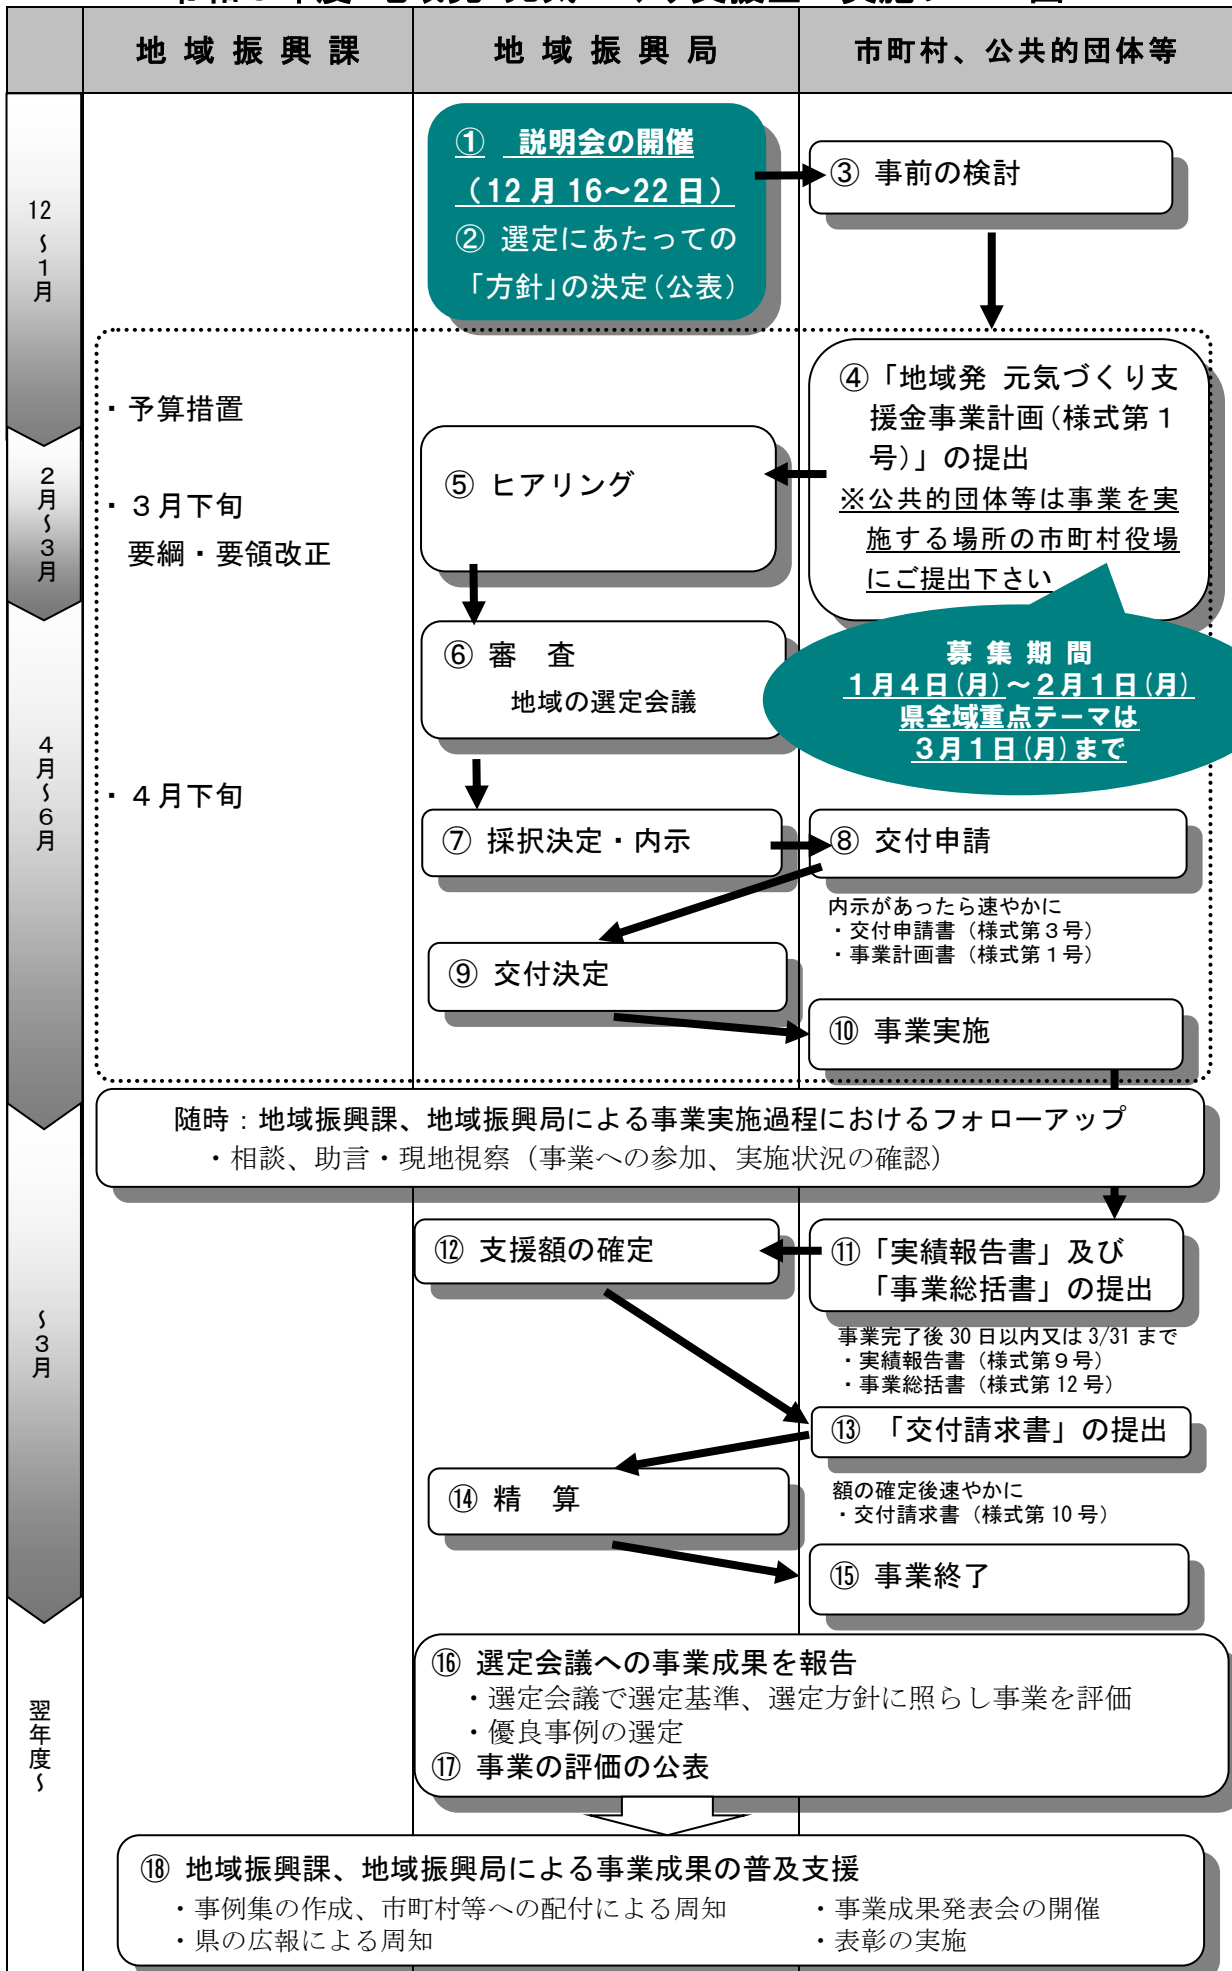 地域振興課
地域振興局
市町村、公共的団体等
12
～
1
月
① 説明会の開催
（12月16～22日）
② 選定にあたっての
「方針」の決定（公表）
③ 事前の検討
・予算措置
④「地域発 元気づくり支
援金事業計画（様式第１
号）」の提出
※公共的団体等は事業を実
施する場所の市町村役場
にご提出下さい
２
月
～
３
月
・３月下旬
要綱・要領改正
⑤ ヒアリング
募集期間
１月４日（月）～２月１日（月）
県全域重点テーマは
３月１日（月）まで
⑥ 審　査
地域の選定会議
４
月
～
６
月
・４月下旬
⑦ 採択決定・内示
⑧ 交付申請
内示があったら速やかに
・交付申請書（様式第３号）
・事業計画書（様式第１号）
⑨ 交付決定
⑩ 事業実施
随時：地域振興課、地域振興局による事業実施過程におけるフォローアップ
・相談、助言・現地視察（事業への参加、実施状況の確認）
～
３
月
⑫ 支援額の確定
⑪「実績報告書」及び
「事業総括書」の提出
事業完了後30日以内又は3/31まで
・実績報告書（様式第９号）
・事業総括書（様式第12号）
⑬ 「交付請求書」の提出
額の確定後速やかに
・交付請求書（様式第10号）
⑭ 精　算
⑮ 事業終了
翌
年
度
～
⑯ 選定会議への事業成果を報告
・選定会議で選定基準、選定方針に照らし事業を評価
・優良事例の選定
⑰ 事業の評価の公表
⑱ 地域振興課、地域振興局による事業成果の普及支援
・事例集の作成、市町村等への配付による周知　・事業成果発表会の開催
・県の広報による周知　・表彰の実施